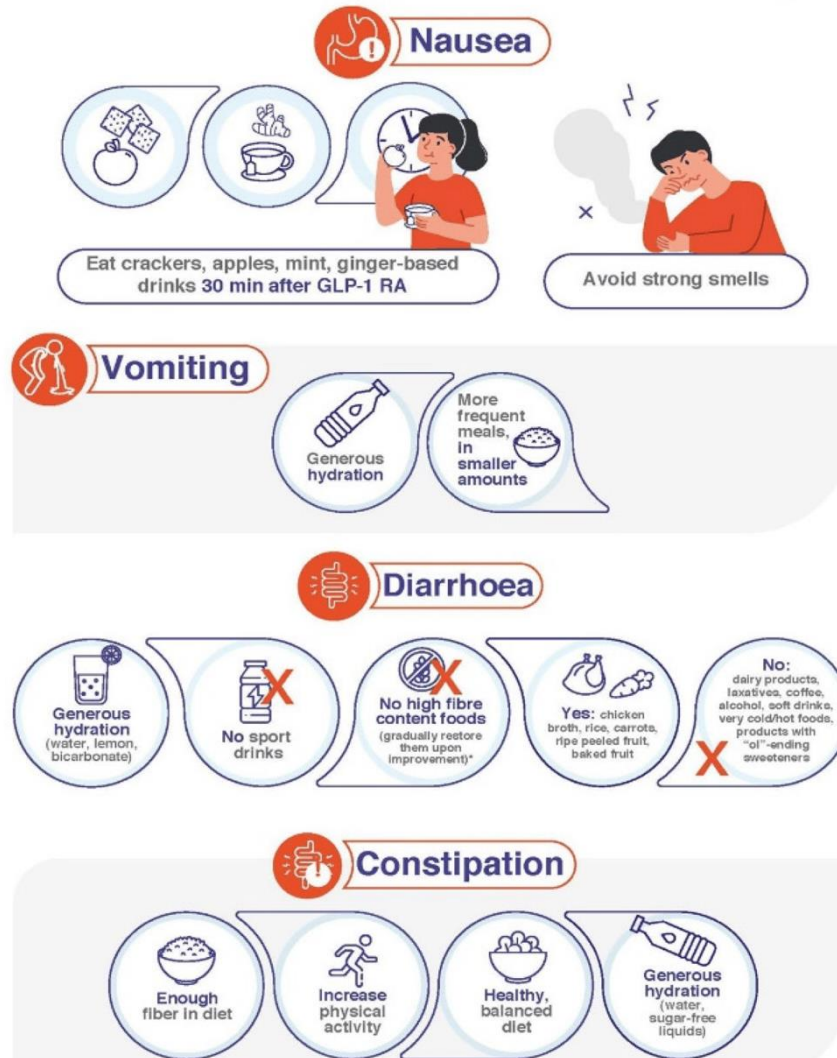 Nausea
Eat crackers, apples, mint, ginger-based
drinks 30 min after GLP-1 RA
Avoid strong smells
Vomiting
Generous
hydration
More
frequent
meals,
in
smaller
amounts
Diarrhoea
Generous
hydration
(water, lemon,
bicarbonate)
No sport
drinks
No high fibre
content foods
(gradually restore
them upon
improvement)*
Yes: chicken
broth, rice, carrots,
ripe peeled fruit,
baked fruit
No:
dairy products,
laxatives, coffee,
alcohol, soft drinks,
very cold/hot foods,
products with
"ol"-ending
sweeteners
Constipation
Enough
fiber in diet
Increase
physical
activity
Healthy,
balanced
diet
Generous
hydration
(water,
sugar-free
liquids)